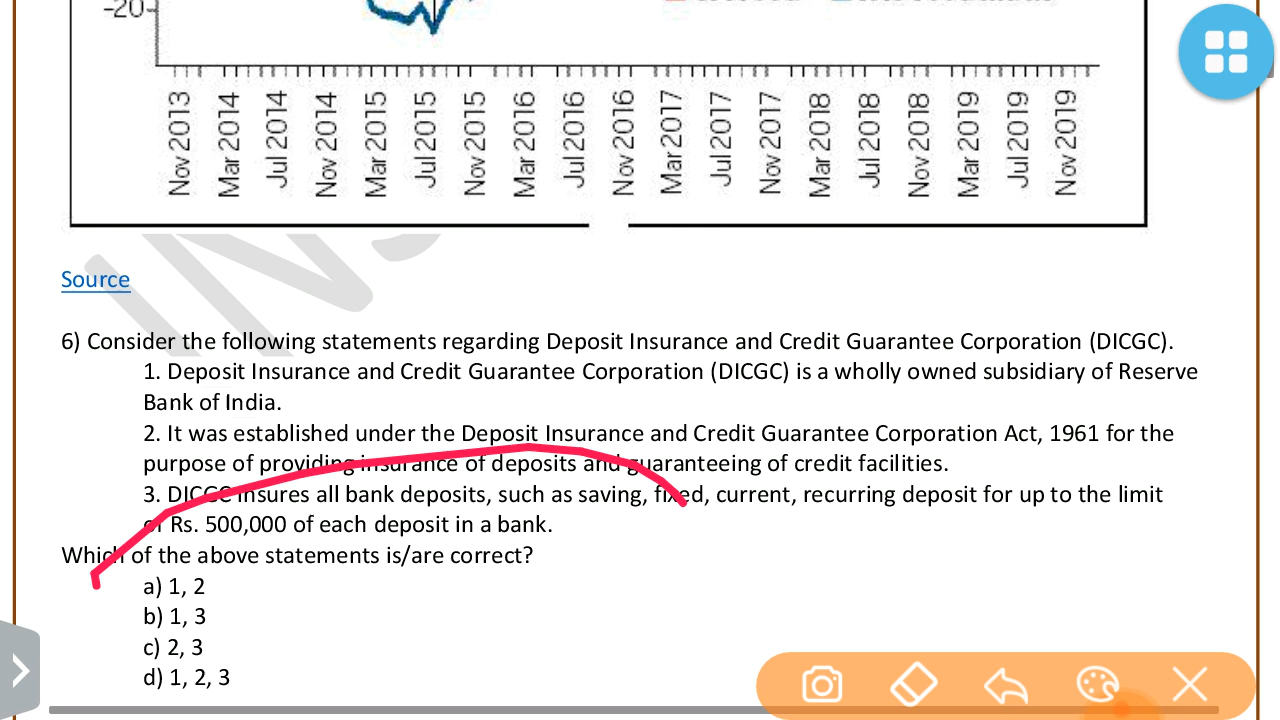 -20
Nov 2013 Mar 2014 Jul 2014 Nov 2014 Mar 2015 Jul 2015 Nov 2015 Mar 2016 Jul 2016 Nov 2016 Mar 2017 Jul 2017 Nov 2017 Mar 2018 Jul 2018 Nov 2018 Mar 2019 Jul 2019 Nov 2019
Source
6) Consider the following statements regarding Deposit Insurance and Credit Guarantee Corporation (DICGC).
1. Deposit Insurance and Credit Guarantee Corporation (DICGC) is a wholly owned subsidiary of Reserve
Bank of India.
2. It was established under the Deposit Insurance and Credit Guarantee Corporation Act, 1961 for the
purpose of providing insurance of deposits and guaranteeing of credit facilities.
3. DICGC insures all bank deposits, such as saving, fixed, current, recurring deposit for up to the limit
of Rs. 500,000 of each deposit in a bank.
Which of the above statements is/are correct?
a) 1, 2
b) 1, 3
c) 2, 3
d) 1, 2, 3